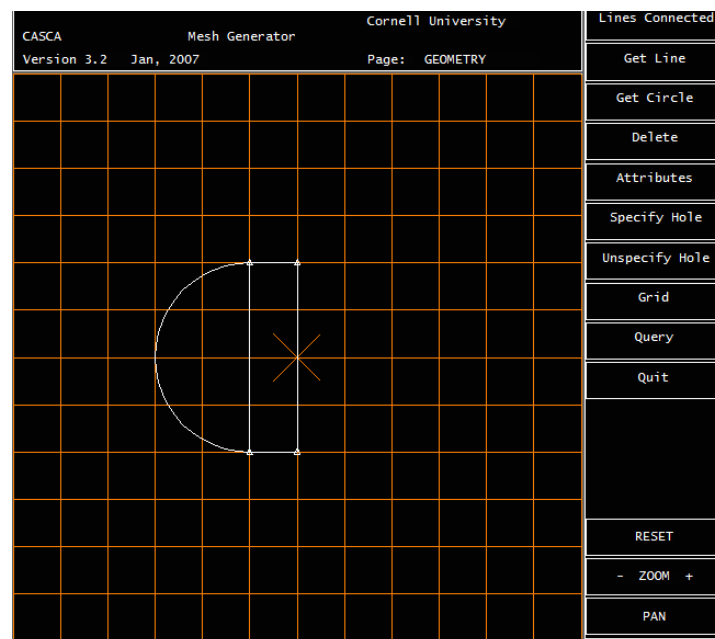 Cornell University
CASCA Mesh Generator
Version 3.2 Jan, 2007 Page: GEOMETRY
Lines Connected
Get Line
Get Circle
Delete
Attributes
Specify Hole
Unspecify Hole
Grid
Query
Quit
RESET
- ZOOM +
PAN